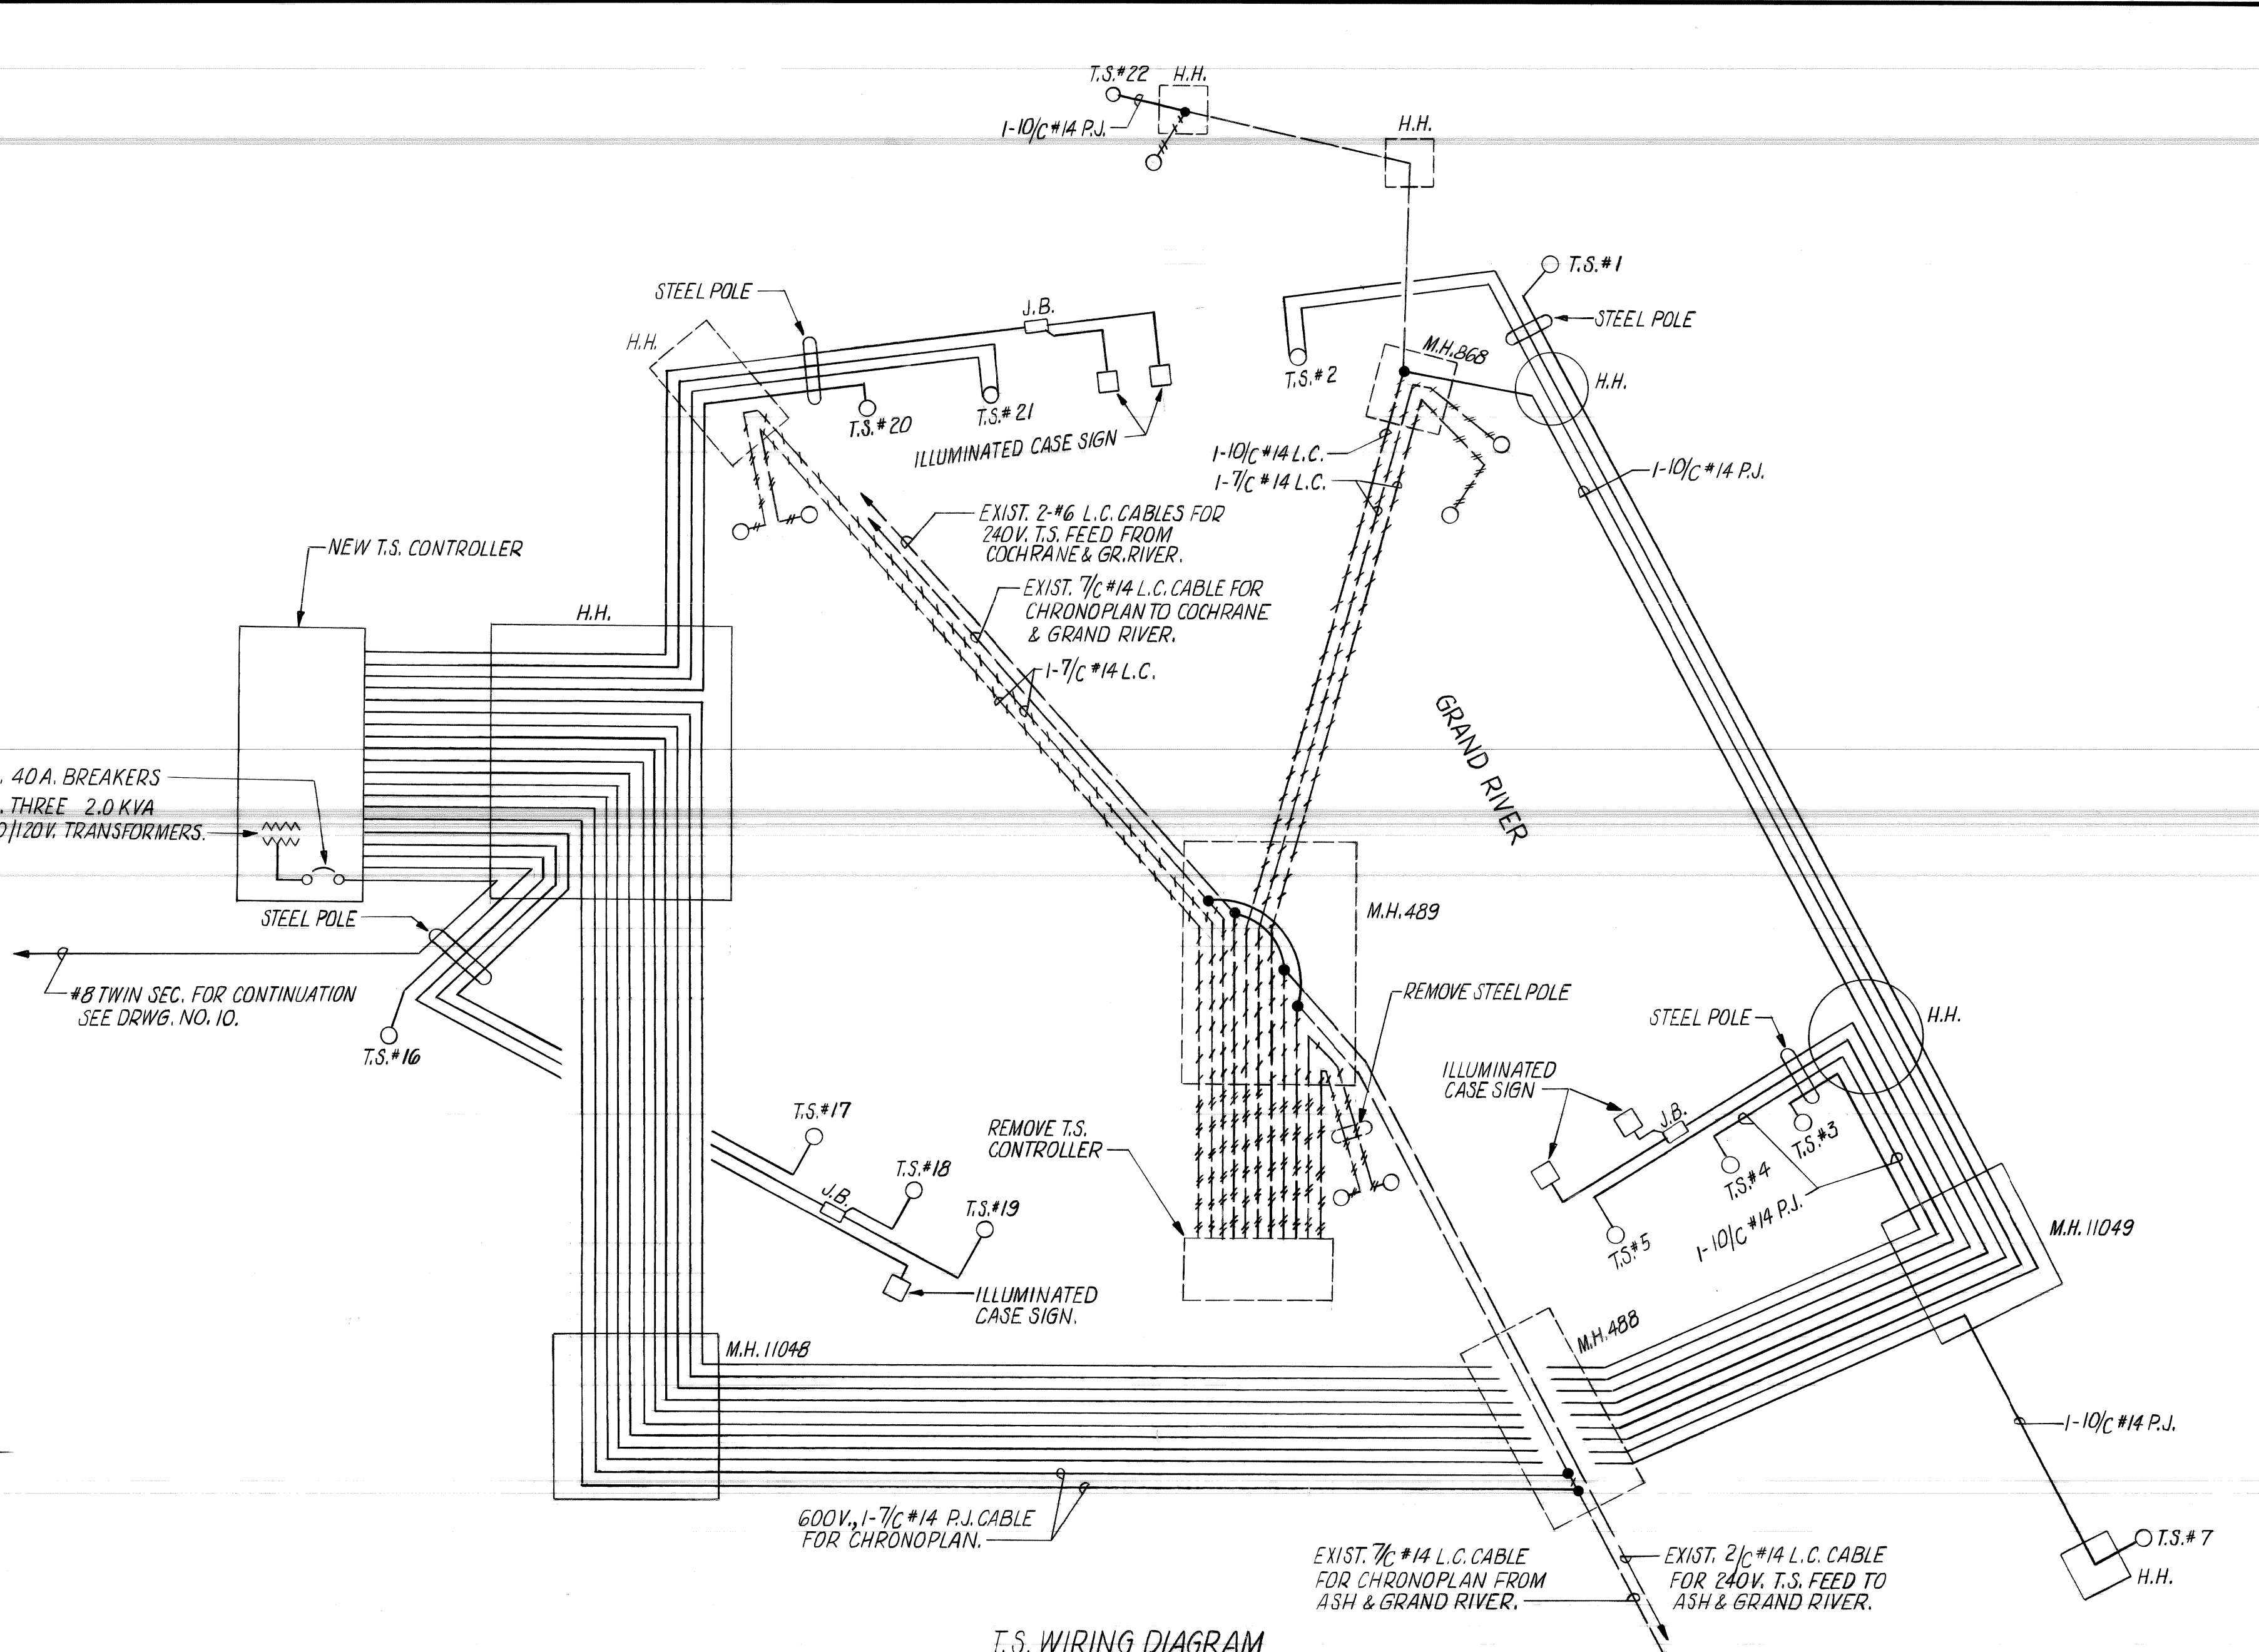 T.S.#22 H.H.
1-10/C #14 P.J.
H.H.
T.S.#1
STEEL POLE
STEEL POLE
J.B.
H.H.
M.H.868
T.S.#2
H.H.
T.S.#20
T.S.#21
ILLUMINATED CASE SIGN
1-10/C #14 L.C.
1-7/C #14 L.C.
1-10/C #14 P.J.
EXIST. 2-#6 L.C. CABLES FOR
240V. T.S. FEED FROM
COCHRANE & GR.RIVER.
NEW T.S. CONTROLLER
EXIST. 7/C #14 L.C. CABLE FOR
CHRONOPLAN TO COCHRANE
& GRAND RIVER.
H.H.
1-7/C #14 L.C.
GRAND RIVER
. 40A. BREAKERS
. THREE 2.0 KVA
0/120V. TRANSFORMERS.
STEEL POLE
M.H.489
#8 TWIN SEC. FOR CONTINUATION
SEE DRWG. NO. 10.
REMOVE STEEL POLE
STEEL POLE
H.H.
T.S.#16
ILLUMINATED
CASE SIGN
T.S.#17
J.B.
T.S.#3
REMOVE T.S.
CONTROLLER
T.S.#18
T.S.#4
J.B.
T.S.#19
1-10/C #14 P.J.
T.S.#5
M.H. 11049
ILLUMINATED
CASE SIGN.
M.H. 11048
M.H.488
1-10/C #14 P.J.
600V., 1-7/C #14 P.J. CABLE
FOR CHRONOPLAN.
T.S.#7
H.H.
EXIST. 7/C #14 L.C. CABLE
FOR CHRONOPLAN FROM
ASH & GRAND RIVER.
EXIST. 2/C #14 L.C. CABLE
FOR 240V. T.S. FEED TO
ASH & GRAND RIVER.
T.S. WIRING DIAGRAM